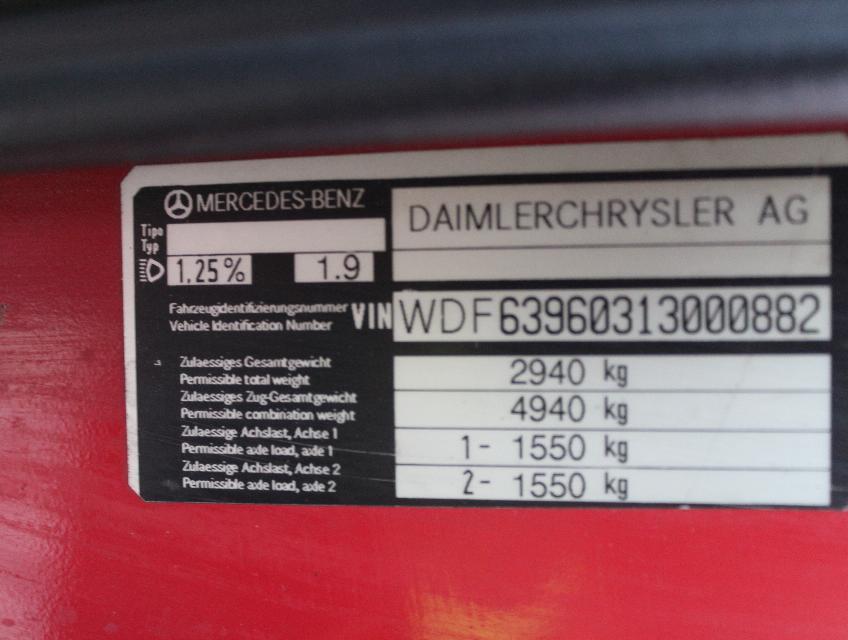 MERCEDES-BENZ
DAIMLERCHRYSLER AG
Tipo
Typ
1,25% 1.9
Fahrzeugidentifizierungsnummer
Vehicle Identification Number
VIN WDF63960313000882
Zulaessiges Gesamtgewicht
Permissible total weight
2940 kg
Zulaessiges Zug-Gesamtgewicht
Permissible combination weight
4940 kg
Zulaessige Achslast, Achse 1
Permissible axle load, axle 1
1- 1550 kg
Zulaessige Achslast, Achse 2
Permissible axle load, axle 2
2- 1550 kg